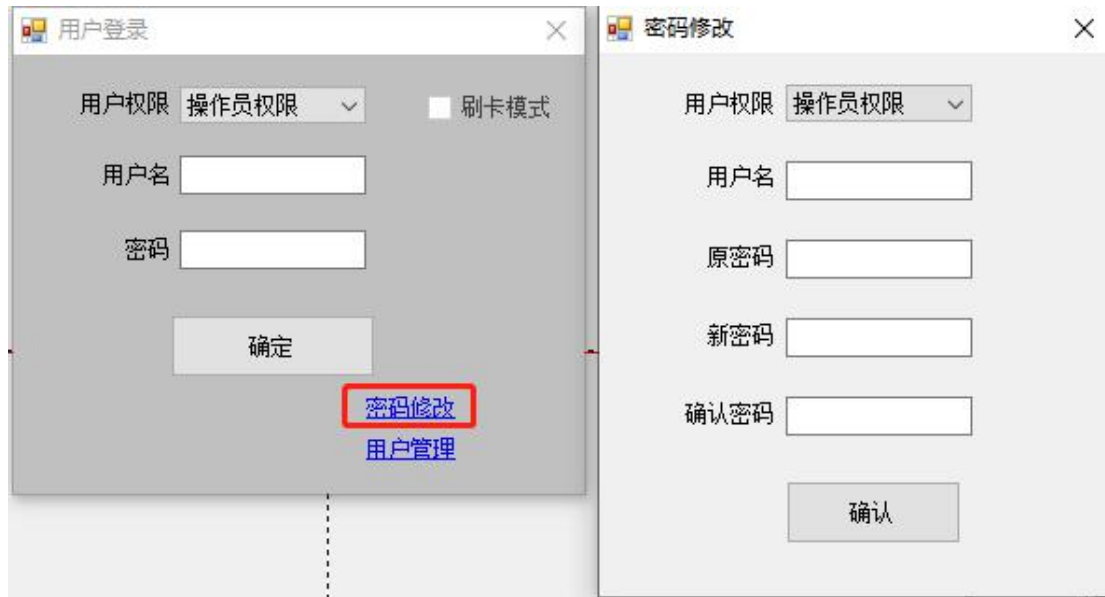 用户登录
用户权限 操作员权限 刷卡模式
用户名
密码
确定
密码修改
用户管理
密码修改
用户权限 操作员权限
用户名
原密码
新密码
确认密码
确认